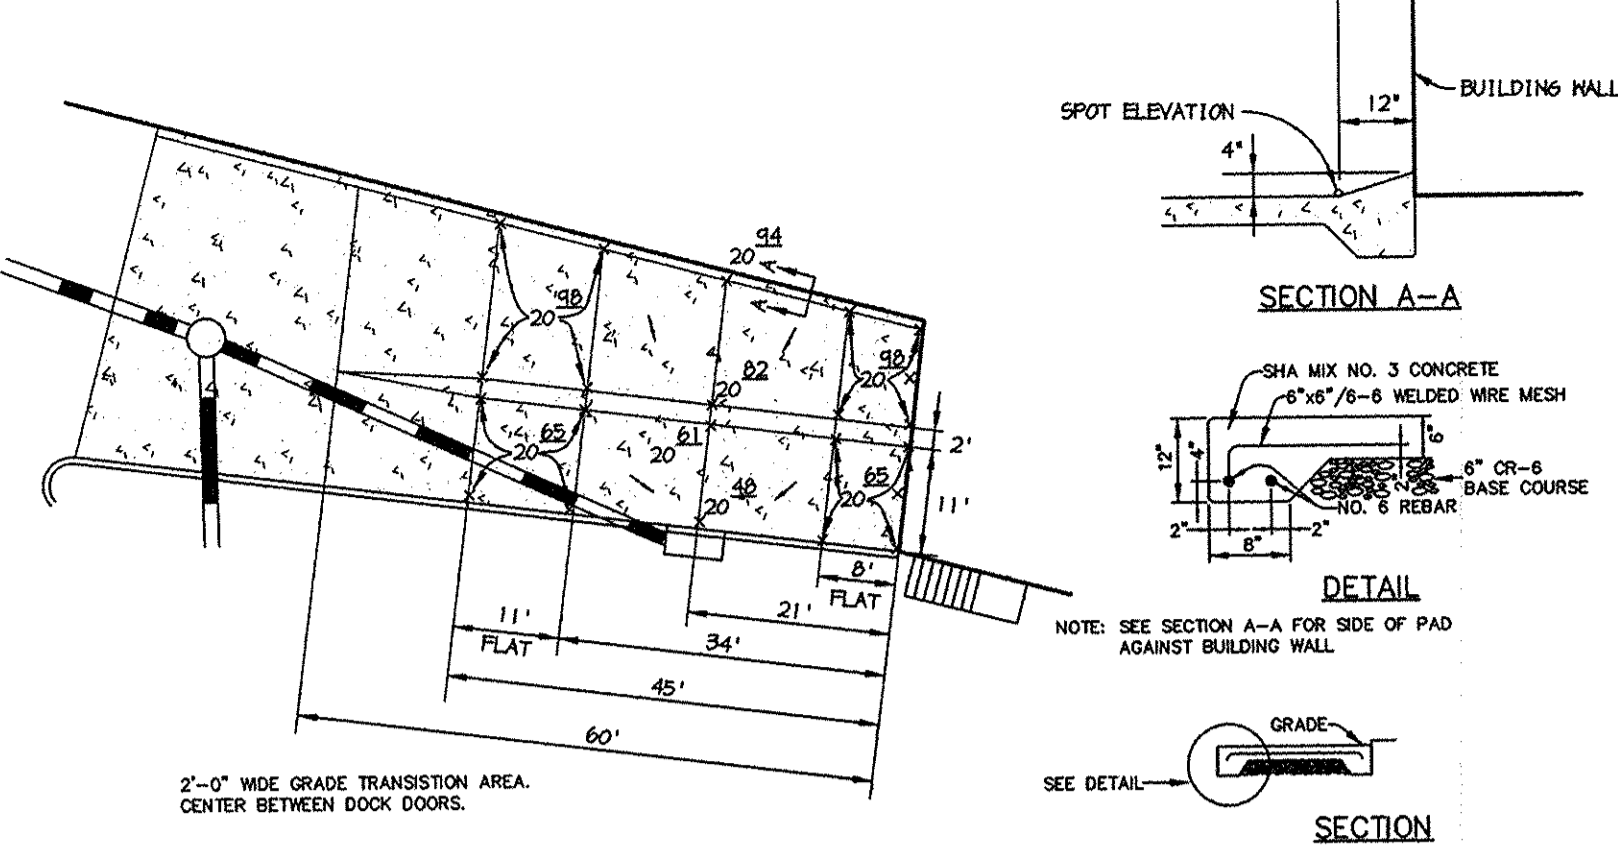 94
20
A
A
98
20
98
20
82
20
65
20
61
20
65
20
48
20
2'
11'
8'
FLAT
21'
11'
FLAT
34'
45'
60'
2'-0" WIDE GRADE TRANSISTION AREA.
CENTER BETWEEN DOCK DOORS.
BUILDING WALL
12"
SPOT ELEVATION
4"
SECTION A-A
SHA MIX NO. 3 CONCRETE
6"x6"/6-6 WELDED WIRE MESH
12"
4"
6"
2"
6" CR-6
BASE COURSE
NO. 6 REBAR
2"
2"
8"
DETAIL
NOTE: SEE SECTION A-A FOR SIDE OF PAD
AGAINST BUILDING WALL
GRADE
SEE DETAIL
SECTION